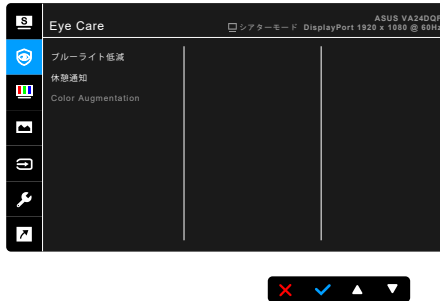 S
ASUS VA24DQF
Eye Care
シアターモード DisplayPort 1920 x 1080 @ 60Hz
ブルーライト低減
休憩通知
Color Augmentation